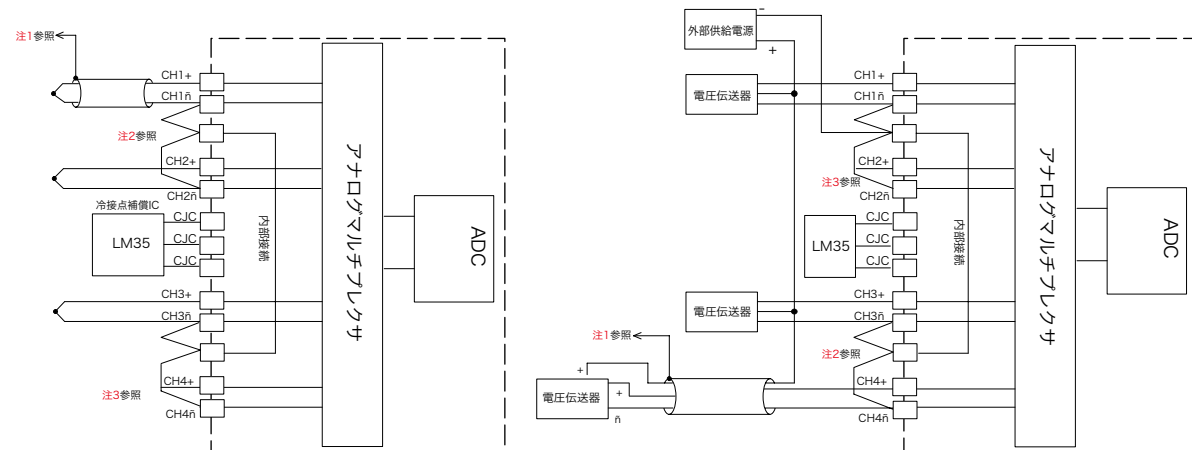 注1参照
CH1+
CH1ñ
注2参照
CH2+
CH2ñ
冷接点補償IC
LM35
CJC
CJC
CJC
内部接続
CH3+
CH3ñ
注3参照
CH4+
CH4ñ
アナログマルチプレクサ
ADC
外部供給電源
-
+
電圧伝送器
CH1+
CH1ñ
注3参照
CH2+
CH2ñ
LM35
CJC
CJC
CJC
内部接続
電圧伝送器
CH3+
CH3ñ
注1参照
注2参照
電圧伝送器
+
+
ñ
CH4+
CH4ñ
アナログマルチプレクサ
ADC